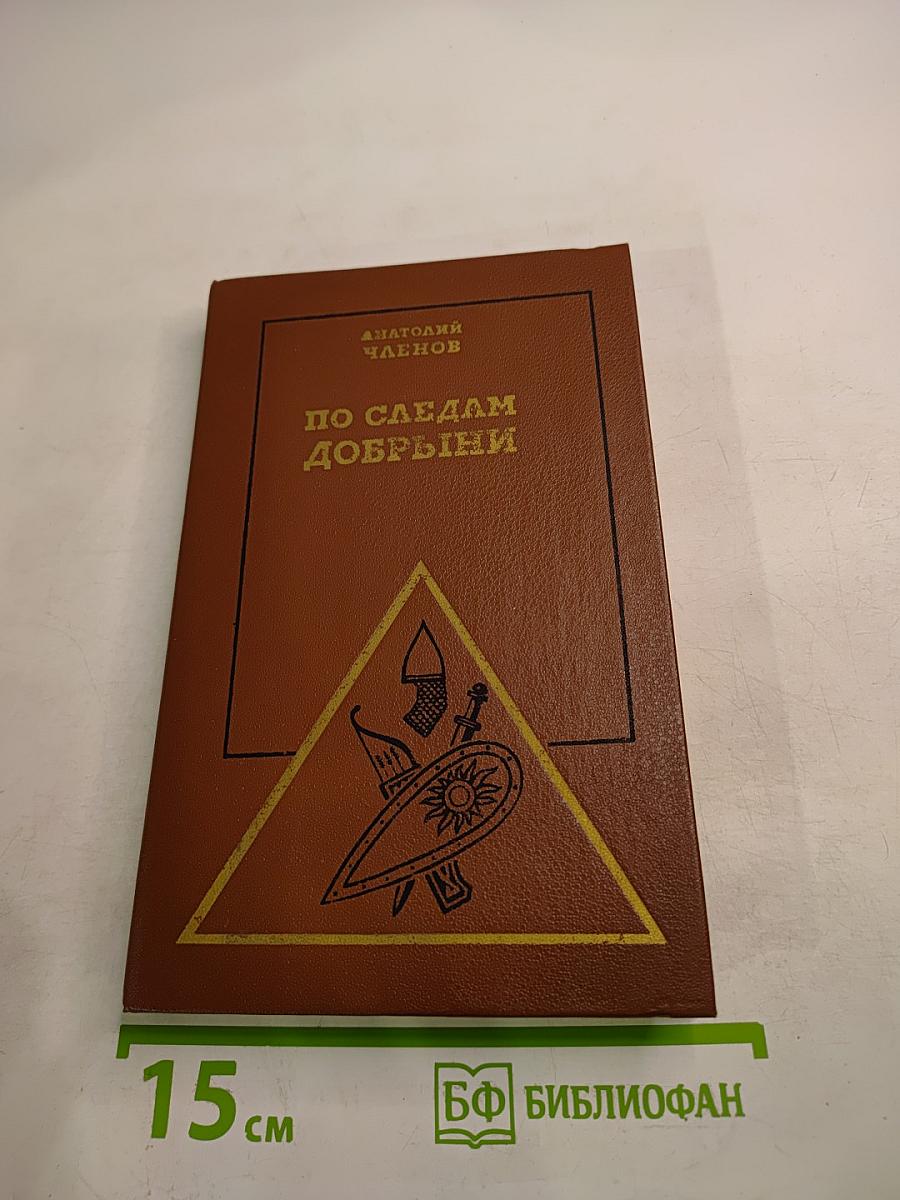 АНАТОЛИЙ
ЧЛЕНОВ
ПО СЛЕДАМ
ДОБРЫНИ
15 см
БФ БИБЛИОФАН